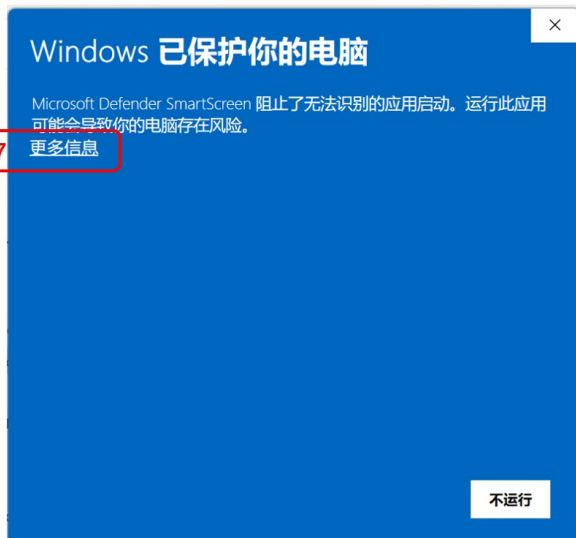 Windows 已保护你的电脑
Microsoft Defender SmartScreen 阻止了无法识别的应用启动。运行此应用
可能会导致你的电脑存在风险。
7
更多信息
不运行